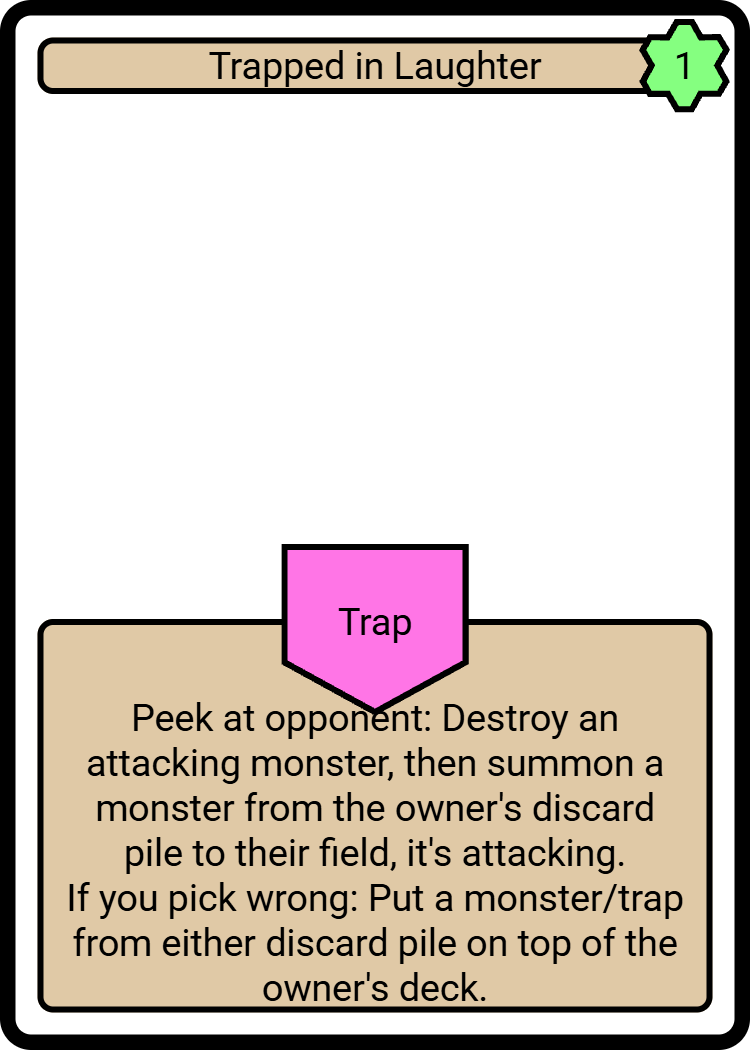 Trapped in Laughter
1
Trap
Peek at opponent: Destroy an
attacking monster, then summon a
monster from the owner's discard
pile to their field, it's attacking.
If you pick wrong: Put a monster/trap
from either discard pile on top of the
owner's deck.